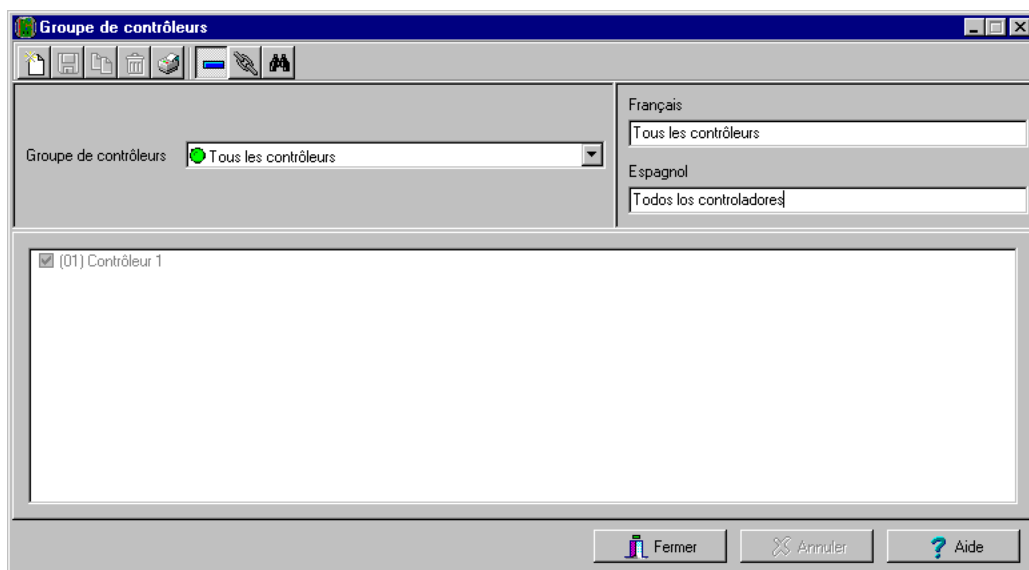 Groupe de contrôleurs
Groupe de contrôleurs
Tous les contrôleurs
Français
Tous les contrôleurs
Espagnol
Todos los controladores
(01) Contrôleur 1
Fermer
Annuler
? Aide